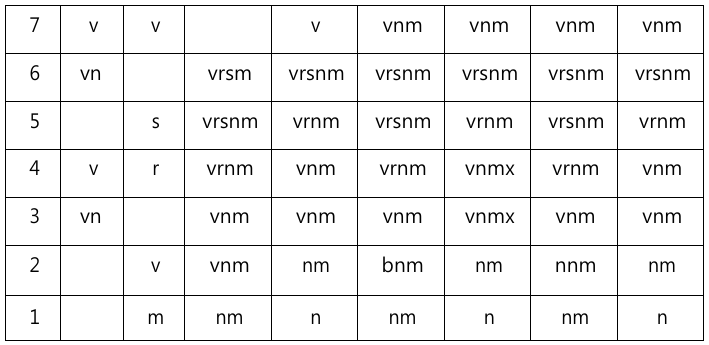 7 v v v vnm vnm vnm vnm
6 vn vrsm vrsnm vrsnm vrsnm vrsnm vrsnm
5 s vrsnm vrnm vrsnm vrnm vrsnm vrnm
4 v r vrnm vnm vrnm vnmx vrnm vnm
3 vn vnm vnm vnm vnmx vnm vnm
2 v vnm nm bnm nm nnm nm
1 m nm n nm n nm n